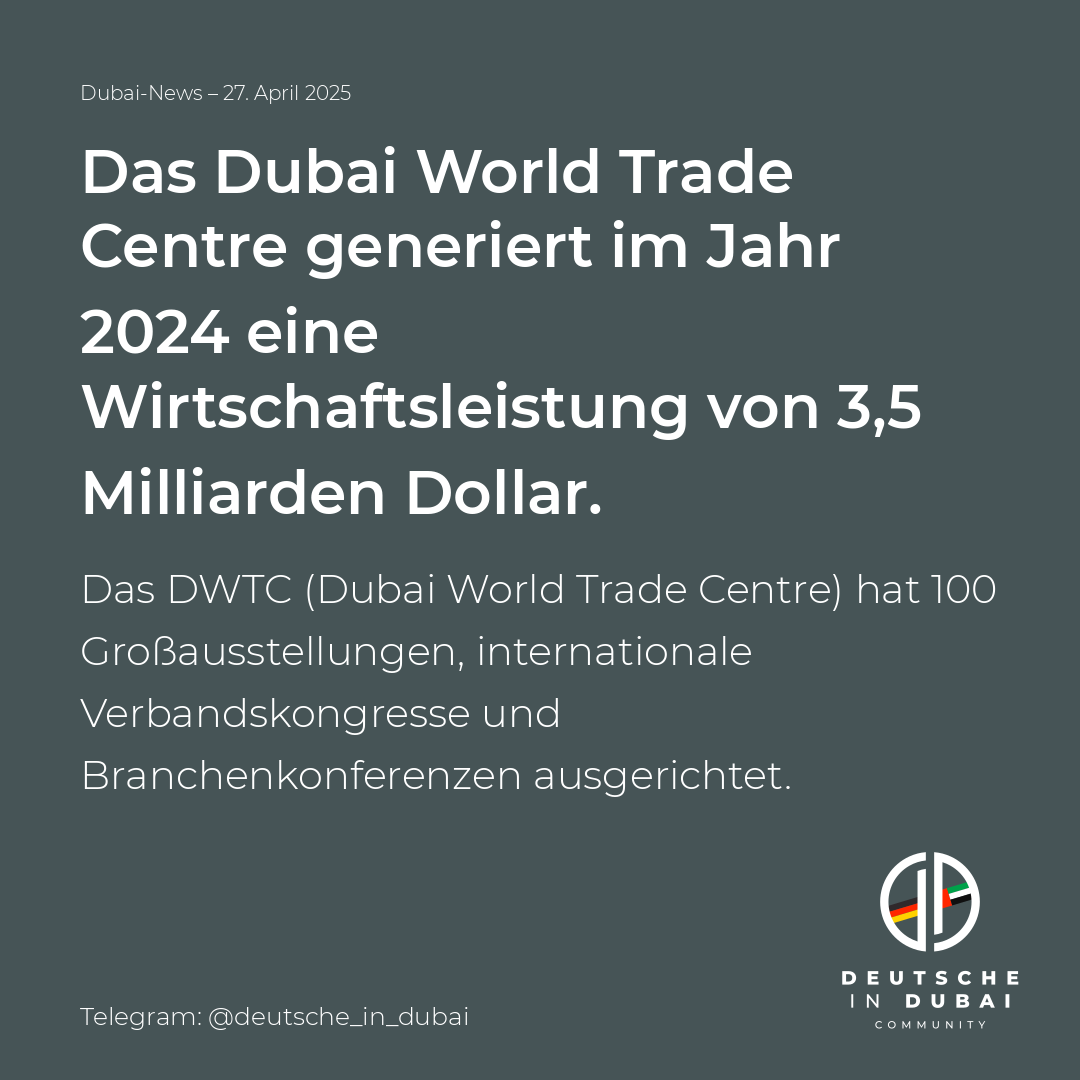 Dubai-News – 27. April 2025
Das Dubai World Trade
Centre generiert im Jahr
2024 eine
Wirtschaftsleistung von 3,5
Milliarden Dollar.
Das DWTC (Dubai World Trade Centre) hat 100
Großausstellungen, internationale
Verbandskongresse und
Branchenkonferenzen ausgerichtet.
DEUTSCHE
IN DUBAI
COMMUNITY
Telegram: @deutsche_in_dubai